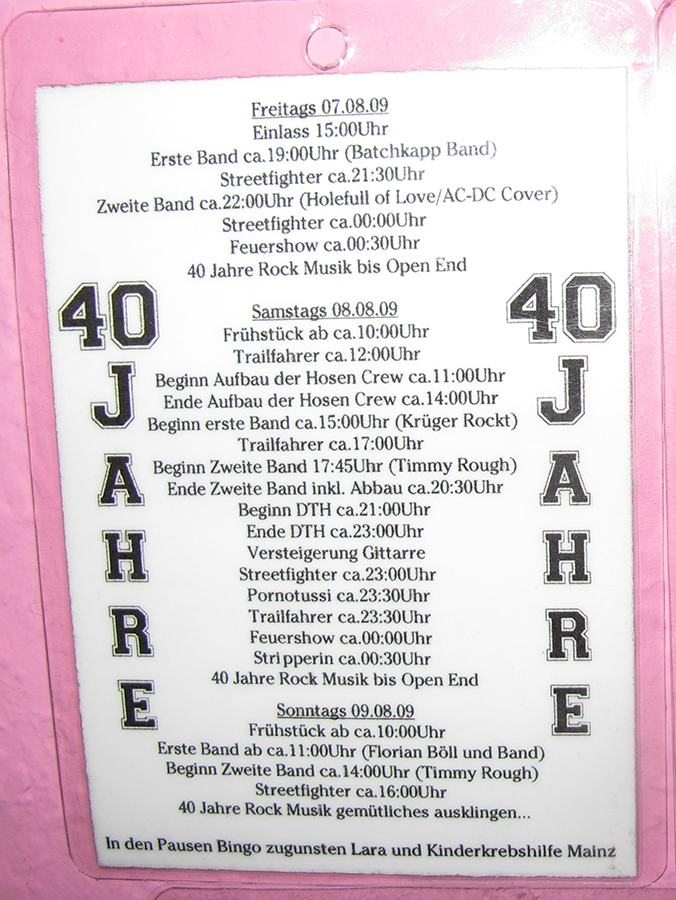 Freitags 07.08.09
Einlass 15:00Uhr
Erste Band ca.19:00Uhr (Batchkapp Band)
Streetfighter ca.21:30Uhr
Zweite Band ca.22:00Uhr (Holefull of Love/AC-DC Cover)
Streetfighter ca.00:00Uhr
Feuershow ca.00:30Uhr
40 Jahre Rock Musik bis Open End
40 JAHRE
Samstags 08.08.09
Frühstück ab ca.10:00Uhr
Trailfahrer ca.12:00Uhr
Beginn Aufbau der Hosen Crew ca.11:00Uhr
Ende Aufbau der Hosen Crew ca.14:00Uhr
Beginn erste Band ca.15:00Uhr (Krüger Rockt)
Trailfahrer ca.17:00Uhr
Beginn Zweite Band 17:45Uhr (Timmy Rough)
Ende Zweite Band inkl. Abbau ca.20:30Uhr
Beginn DTH ca.21:00Uhr
Ende DTH ca.23:00Uhr
Versteigerung Gittarre
Streetfighter ca.23:00Uhr
Pornotussi ca.23:30Uhr
Trailfahrer ca.23:30Uhr
Feuershow ca.00:00Uhr
Stripperin ca.00:30Uhr
40 Jahre Rock Musik bis Open End
40 JAHRE
Sonntags 09.08.09
Frühstück ab ca.10:00Uhr
Erste Band ab ca.11:00Uhr (Florian Böll und Band)
Beginn Zweite Band ca.14:00Uhr (Timmy Rough)
Streetfighter ca.16:00Uhr
40 Jahre Rock Musik gemütliches ausklingen...
In den Pausen Bingo zugunsten Lara und Kinderkrebshilfe Mainz